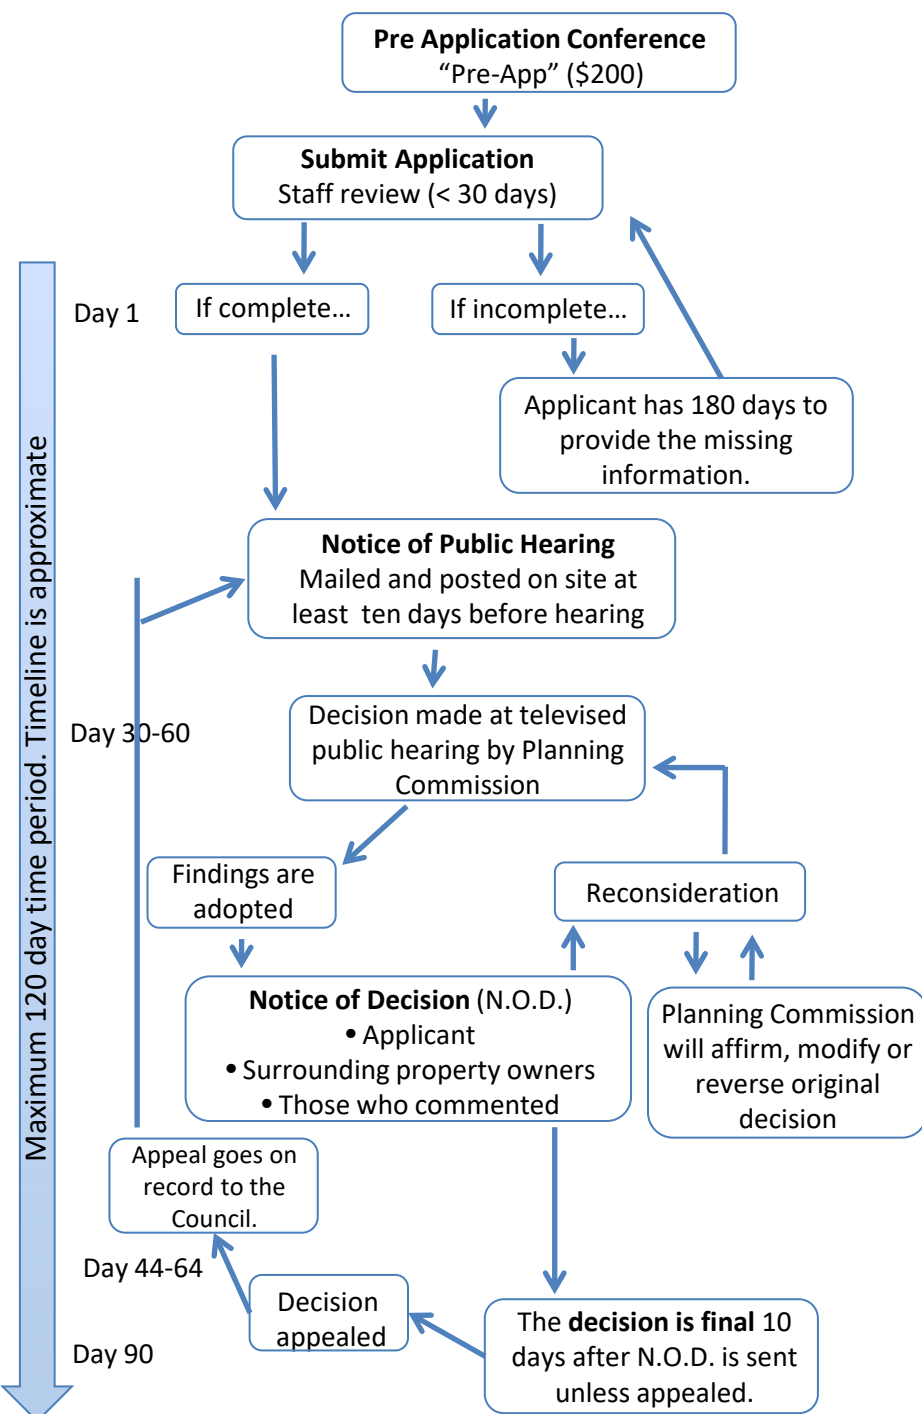 Pre Application Conference
“Pre-App” ($200)
Submit Application
Staff review (< 30 days)
Day 1
If complete…
If incomplete…
Applicant has 180 days to
provide the missing
information.
Maximum 120 day time period. Timeline is approximate
Notice of Public Hearing
Mailed and posted on site at
least ten days before hearing
Day 30-60
Decision made at televised
public hearing by Planning
Commission
Findings are
adopted
Reconsideration
Notice of Decision (N.O.D.)
• Applicant
• Surrounding property owners
• Those who commented
Planning Commission
will affirm, modify or
reverse original
decision
Appeal goes on
record to the
Council.
Day 44-64
Decision
appealed
The decision is final 10
days after N.O.D. is sent
unless appealed.
Day 90